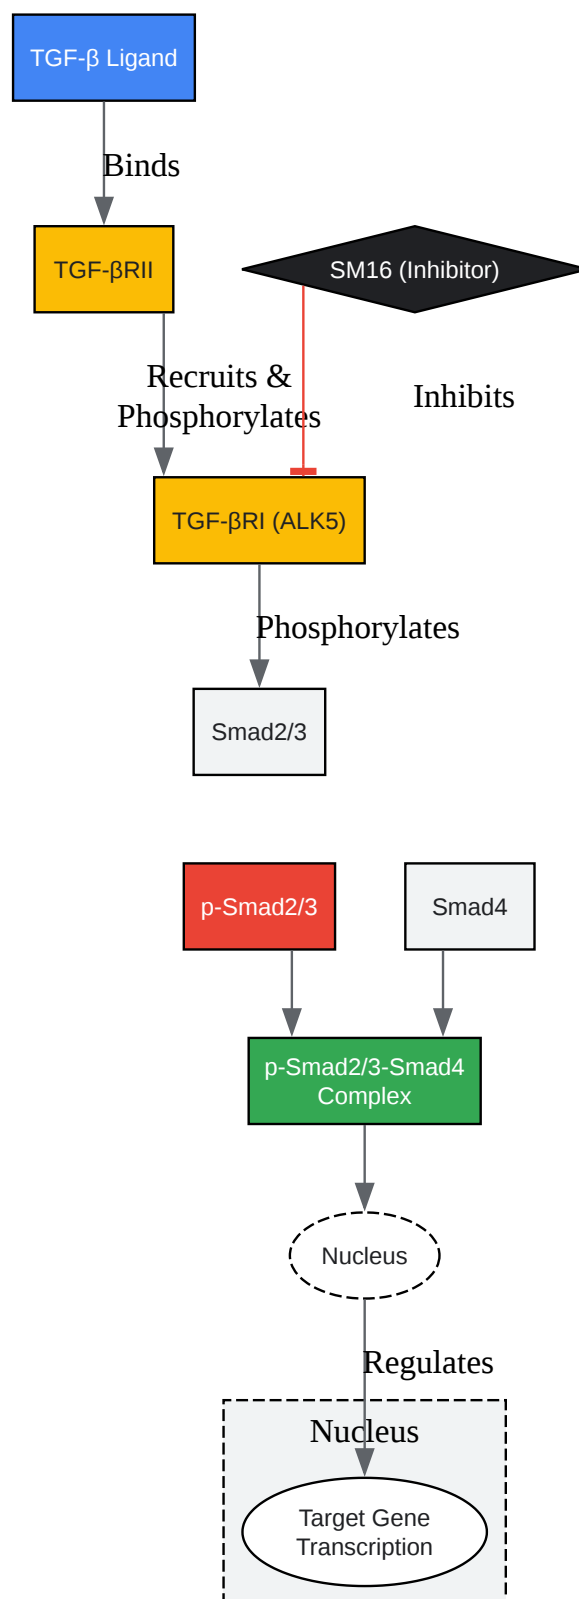 TGF-β Ligand
Binds
TGF-βRII
SM16 (Inhibitor)
Recruits &
Phosphorylates
Inhibits
TGF-βRI (ALK5)
Phosphorylates
Smad2/3
p-Smad2/3
Smad4
p-Smad2/3-Smad4
Complex
Nucleus
Regulates
Nucleus
Target Gene
Transcription